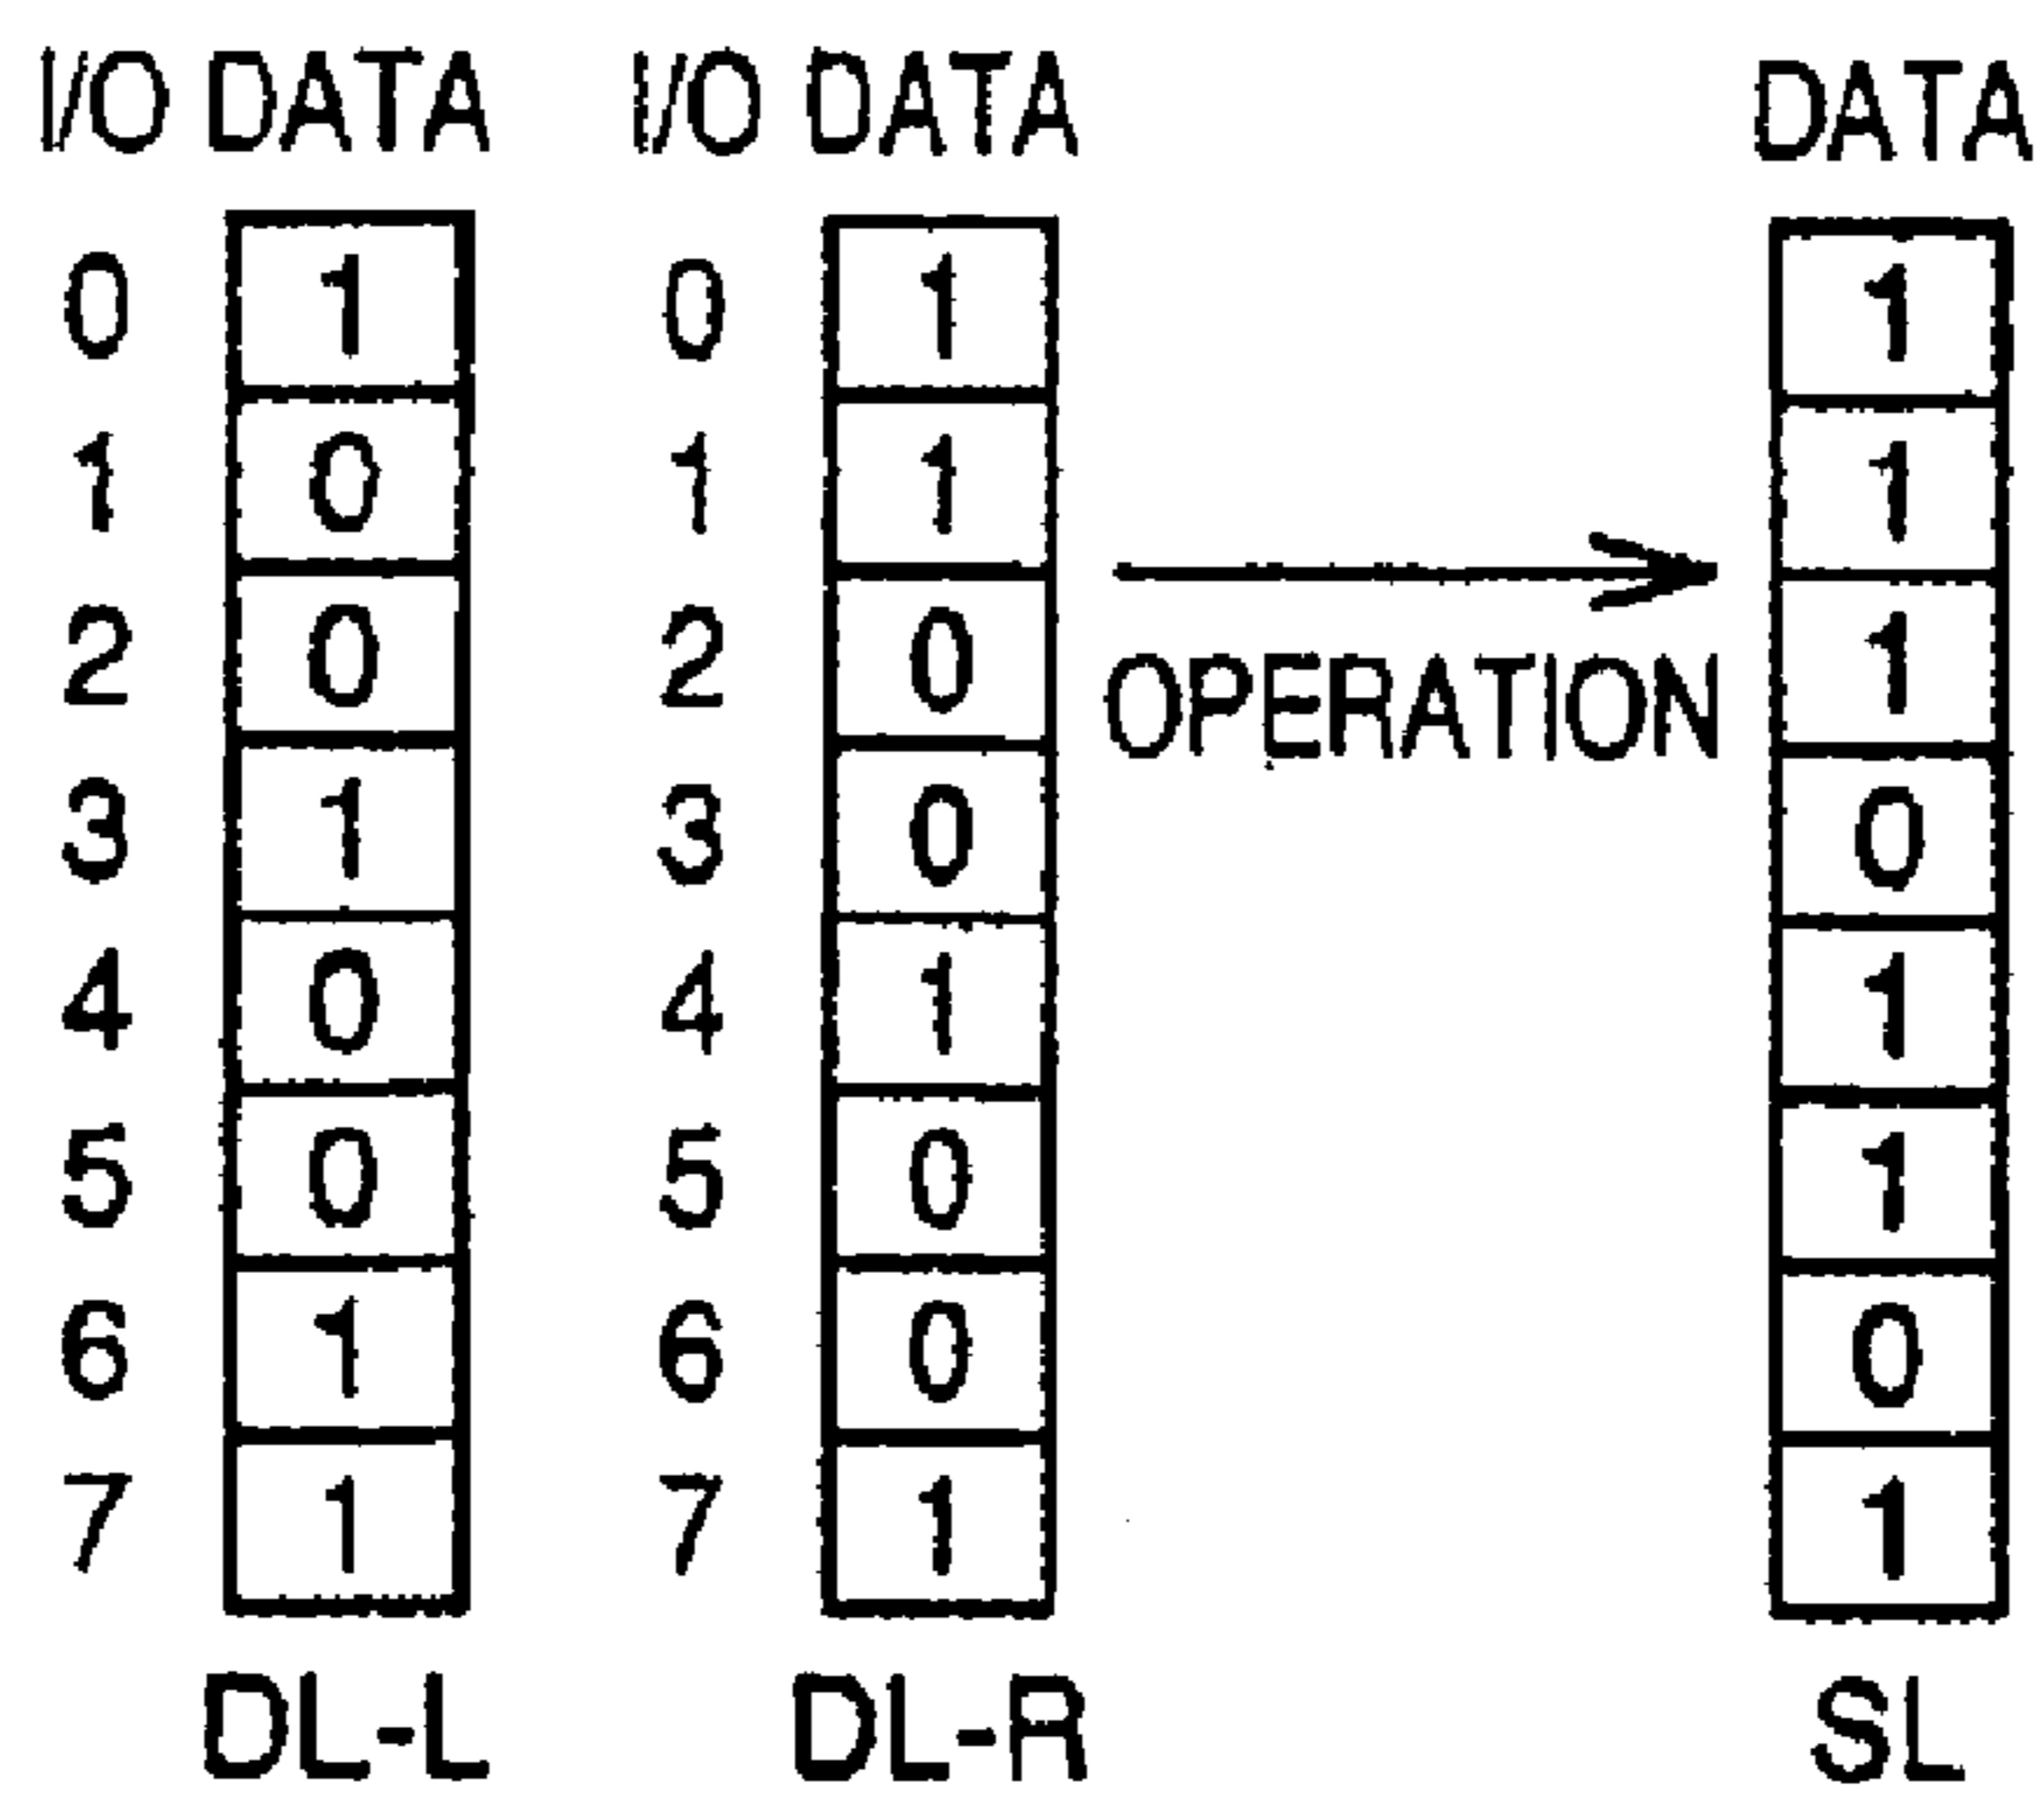 I/O DATA I/O DATA DATA
0 1 0 1 1
1 0 1 1 1
2 0 2 0 1
OPERATION
3 1 3 0 0
4 0 4 1 1
5 0 5 0 1
6 1 6 0 0
7 1 7 1 1
DL-L DL-R SL